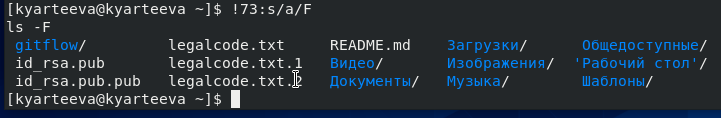 [kyarteeva@kyarteeva ~]$ !73:s/a/F
ls -F
gitflow/ legalcode.txt README.md Загрузки/ Общедоступные/
id_rsa.pub legalcode.txt.1 Видео/ Изображения/ 'Рабочий стол'/
id_rsa.pub.pub legalcode.txt.2 Документы/ Музыка/ Шаблоны/
[kyarteeva@kyarteeva ~]$